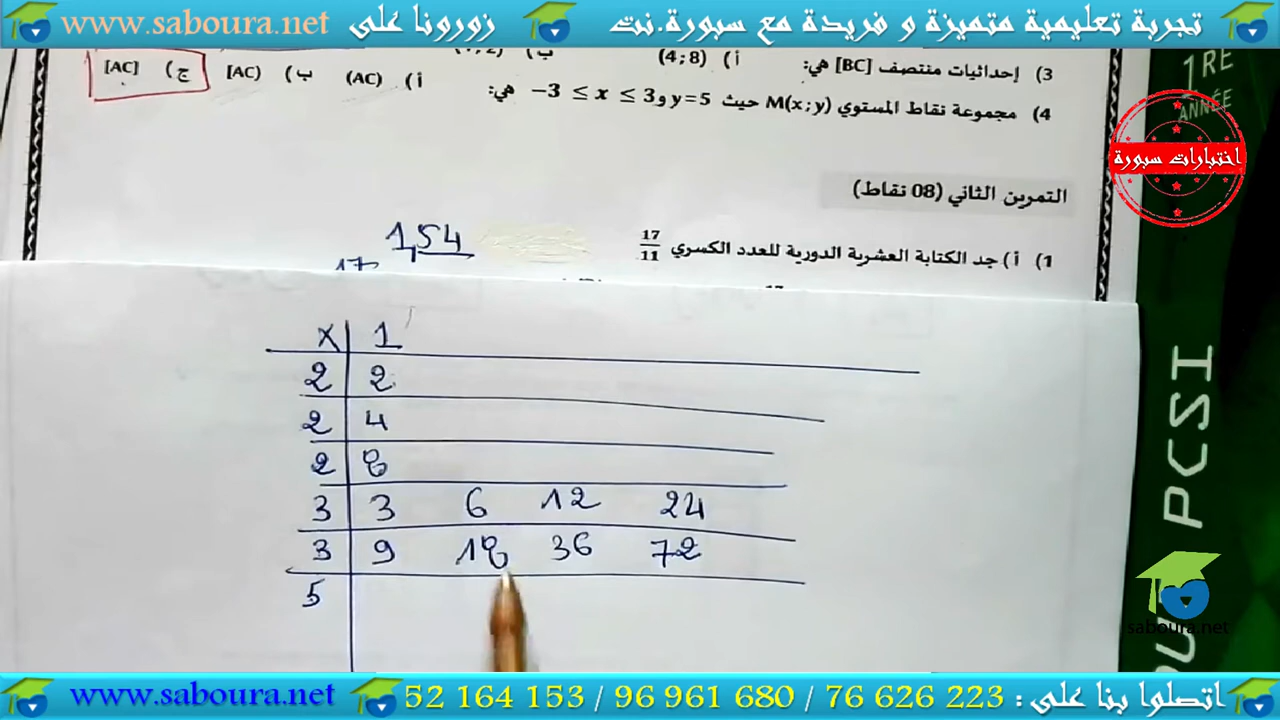 تجربة تعليمية متميزة و فريدة مع سبورة.نت زورونا على www.saboura.net
3) إحداثيات منتصف [BC] هي: أ) (4;8) ب)
4) مجموعة نقاط المستوي M(x;y) حيث y=5 و −3 ≤ x ≤ 3 هي: أ) (AC) ب) [AC) ج) [AC]
1RE
ANNÉE
اختبارات سبورة
التمرين الثاني (08 نقاط)
1) أ) جد الكتابة العشرية الدورية للعدد الكسري 17/11
1,54
17
x 1
2 2
2 4
2 8
3 3 6 12 24
3 9 18 36 72
5
PCSI
saboura.net
اتصلوا بنا على : 52 164 153 / 96 961 680 / 76 626 223 www.saboura.net